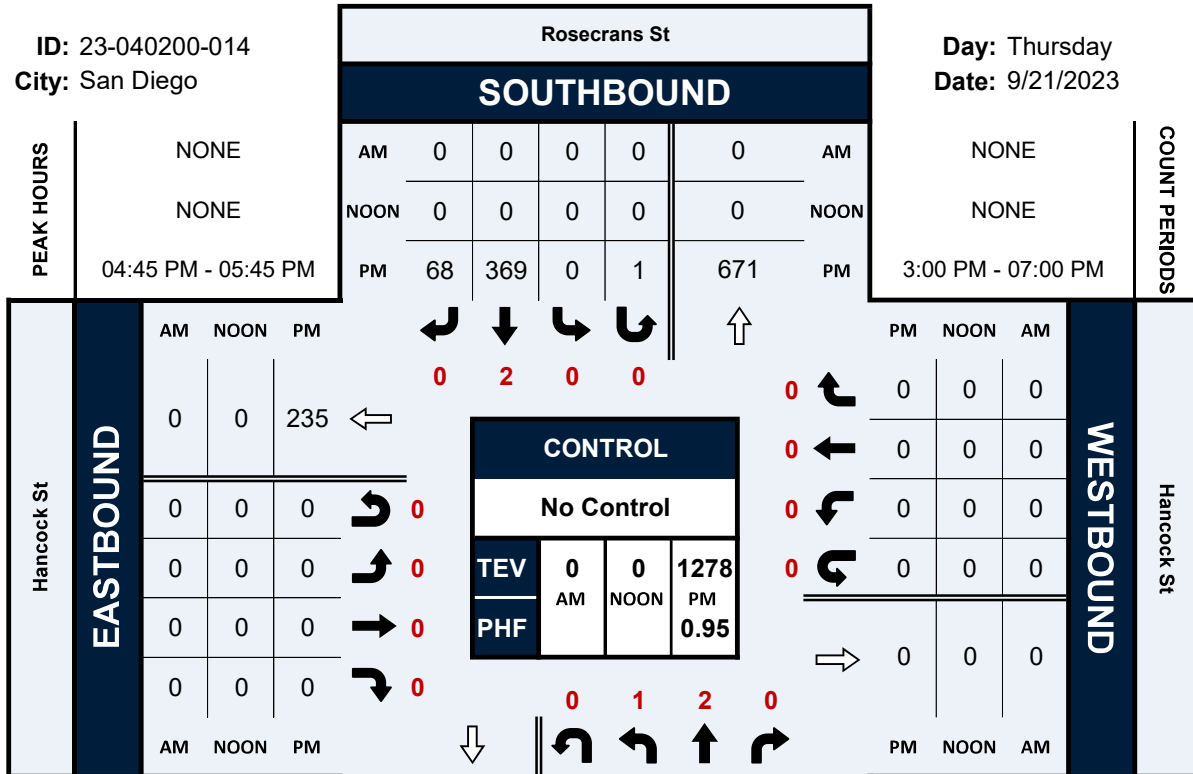 Rosecrans St
ID: 23-040200-014
Day: Thursday
City: San Diego
SOUTHBOUND
Date: 9/21/2023
PEAK HOURS
NONE
AM 0 0 0 0 0 AM
NONE
COUNT PERIODS
NONE
NOON 0 0 0 0 0 NOON
NONE
04:45 PM - 05:45 PM
PM 68 369 0 1 671 PM
3:00 PM - 07:00 PM
Hancock St
EASTBOUND
AM NOON PM
PM NOON AM
WESTBOUND
Hancock St
0 2 0 0
0 0 0 0
0 0 235
0 0 0 0
CONTROL
No Control
0 0 0 0
0 0 0 0
0 0 0 0
0 0 0 0
TEV 0 0 1278
AM NOON PM
PHF 0.95
0 0 0 0
0 0 0
0 0 0 0
0 1 2 0
AM NOON PM
PM NOON AM